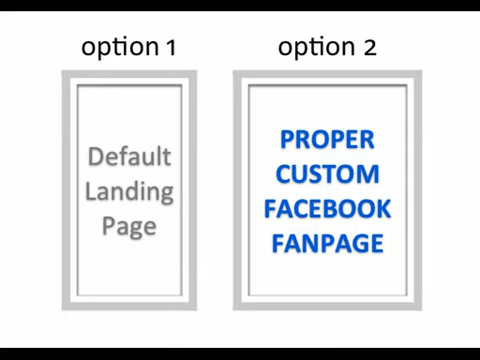 option 1
option 2
Default
Landing
Page
PROPER
CUSTOM
FACEBOOK
FANPAGE